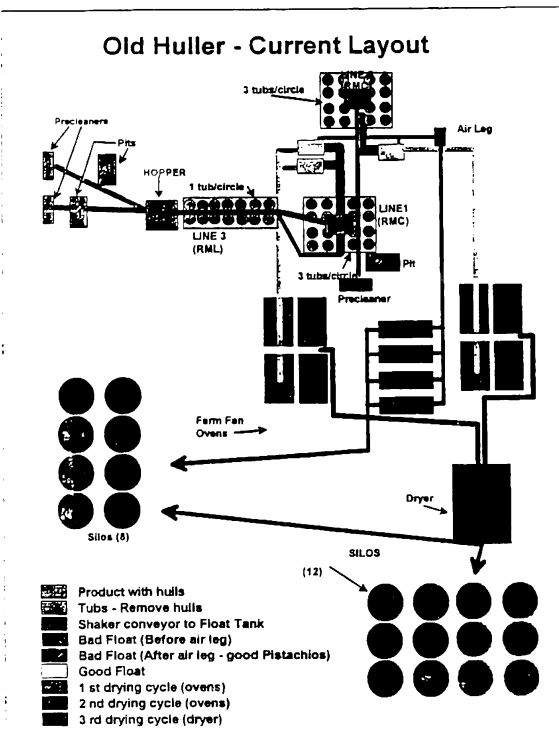 Old Huller - Current Layout
3 tubs/circle
(RMC)
Precleaners
Pits
HOPPER
1 tub/circle
Air Leg
LINE1
(RMC)
LINE 3
(RML)
Pit
3 tubs/circle
Precleaner
Farm Fan
Ovens
Dryer
Silos (8)
SILOS
(12)
Product with hulls
Tubs - Remove hulls
Shaker conveyor to Float Tank
Bad Float (Before air leg)
Bad Float (After air leg - good Pistachios)
Good Float
1 st drying cycle (ovens)
2 nd drying cycle (ovens)
3 rd drying cycle (dryer)